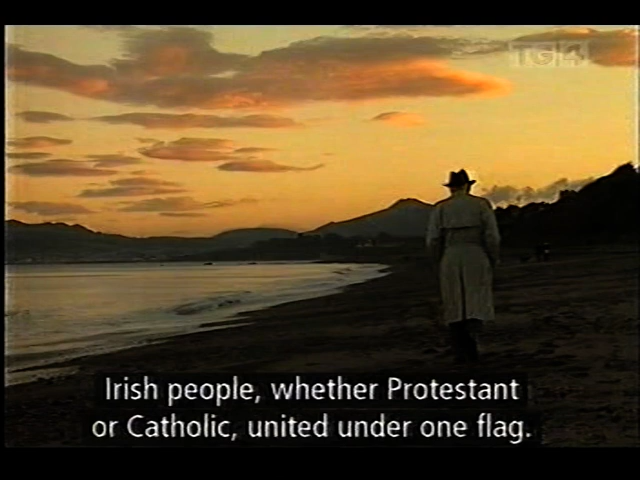 TG4
Irish people, whether Protestant
or Catholic, united under one flag.